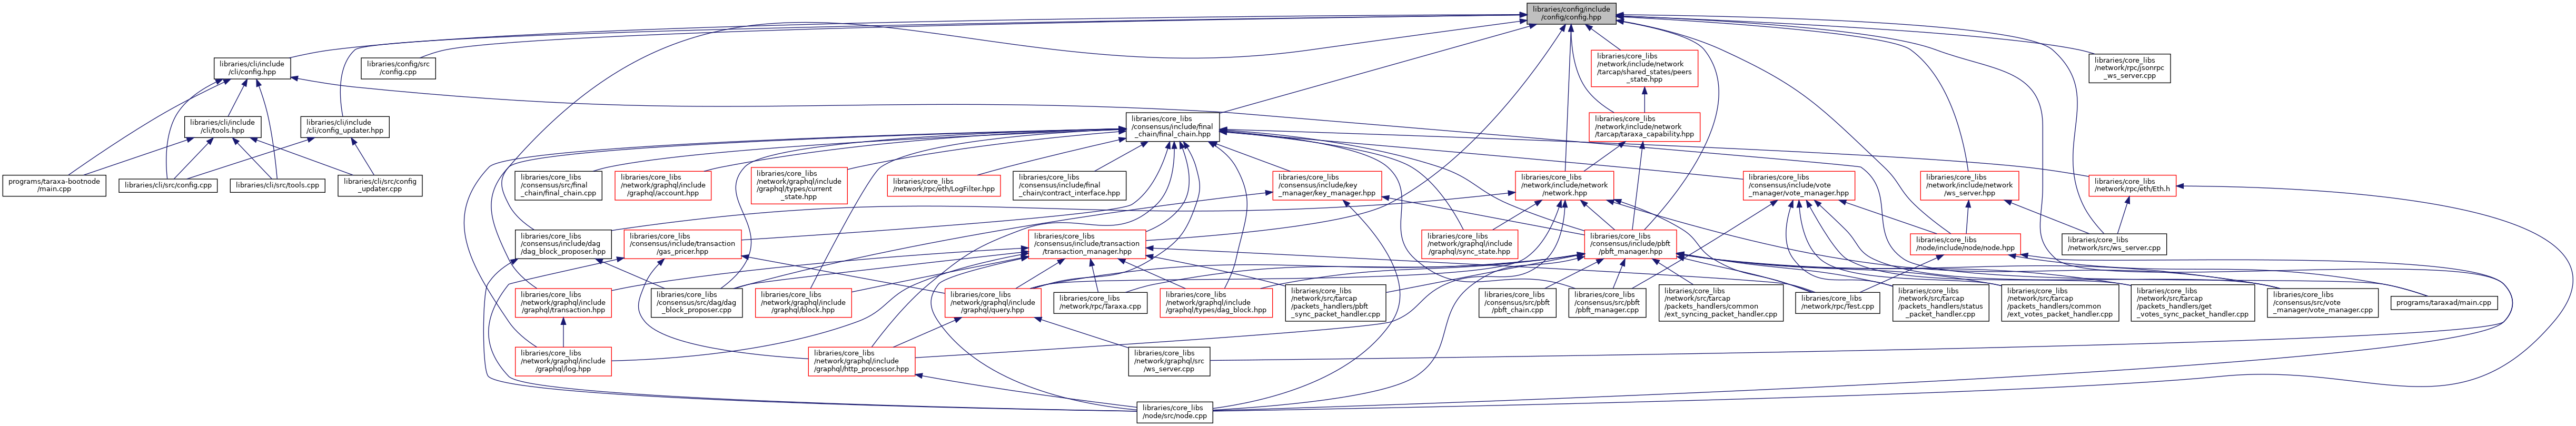 libraries/config/include
/config/config.hpp
libraries/cli/include
/cli/config.hpp
libraries/config/src
/config.cpp
libraries/core_libs
/network/include/network
/tarcap/shared_states/peers
_state.hpp
libraries/core_libs
/network/rpc/jsonrpc
_ws_server.cpp
libraries/cli/include
/cli/tools.hpp
libraries/cli/include
/cli/config_updater.hpp
libraries/core_libs
/consensus/include/final
_chain/final_chain.hpp
libraries/core_libs
/network/include/network
/tarcap/taraxa_capability.hpp
programs/taraxa-bootnode
/main.cpp
libraries/cli/src/config.cpp
libraries/cli/src/tools.cpp
libraries/cli/src/config
_updater.cpp
libraries/core_libs
/consensus/src/final
_chain/final_chain.cpp
libraries/core_libs
/network/graphql/include
/graphql/account.hpp
libraries/core_libs
/network/graphql/include
/graphql/types/current
_state.hpp
libraries/core_libs
/network/rpc/eth/LogFilter.hpp
libraries/core_libs
/consensus/include/final
_chain/contract_interface.hpp
libraries/core_libs
/consensus/include/key
_manager/key_manager.hpp
libraries/core_libs
/network/include/network
/network.hpp
libraries/core_libs
/consensus/include/vote
_manager/vote_manager.hpp
libraries/core_libs
/network/include/network
/ws_server.hpp
libraries/core_libs
/network/rpc/eth/Eth.h
libraries/core_libs
/consensus/include/dag
/dag_block_proposer.hpp
libraries/core_libs
/consensus/include/transaction
/gas_pricer.hpp
libraries/core_libs
/consensus/include/transaction
/transaction_manager.hpp
libraries/core_libs
/network/graphql/include
/graphql/sync_state.hpp
libraries/core_libs
/consensus/include/pbft
/pbft_manager.hpp
libraries/core_libs
/node/include/node/node.hpp
libraries/core_libs
/network/src/ws_server.cpp
libraries/core_libs
/network/graphql/include
/graphql/transaction.hpp
libraries/core_libs
/consensus/src/dag/dag
_block_proposer.cpp
libraries/core_libs
/network/graphql/include
/graphql/block.hpp
libraries/core_libs
/network/graphql/include
/graphql/query.hpp
libraries/core_libs
/network/rpc/Taraxa.cpp
libraries/core_libs
/network/graphql/include
/graphql/types/dag_block.hpp
libraries/core_libs
/network/src/tarcap
/packets_handlers/pbft
_sync_packet_handler.cpp
libraries/core_libs
/consensus/src/pbft
/pbft_chain.cpp
libraries/core_libs
/consensus/src/pbft
/pbft_manager.cpp
libraries/core_libs
/network/src/tarcap
/packets_handlers/common
/ext_syncing_packet_handler.cpp
libraries/core_libs
/network/rpc/Test.cpp
libraries/core_libs
/network/src/tarcap
/packets_handlers/status
_packet_handler.cpp
libraries/core_libs
/network/src/tarcap
/packets_handlers/common
/ext_votes_packet_handler.cpp
libraries/core_libs
/network/src/tarcap
/packets_handlers/get
_votes_sync_packet_handler.cpp
libraries/core_libs
/consensus/src/vote
_manager/vote_manager.cpp
programs/taraxad/main.cpp
libraries/core_libs
/network/graphql/include
/graphql/log.hpp
libraries/core_libs
/network/graphql/include
/graphql/http_processor.hpp
libraries/core_libs
/network/graphql/src
/ws_server.cpp
libraries/core_libs
/node/src/node.cpp